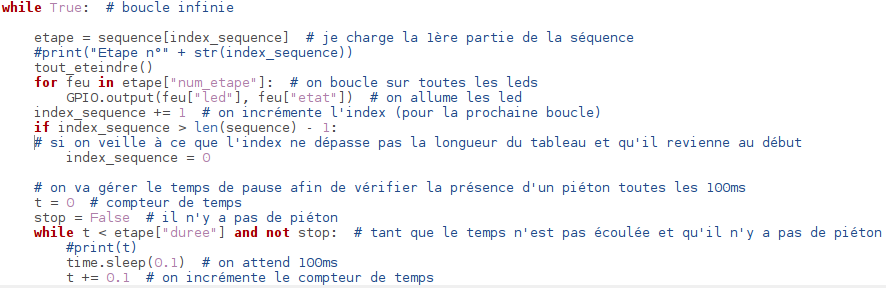 while True:  # boucle infinie
etape = sequence[index_sequence]  # je charge la 1ère partie de la séquence
#print("Etape n°" + str(index_sequence))
tout_eteindre()
for feu in etape["num_etape"]:  # on boucle sur toutes les leds
GPIO.output(feu["led"], feu["etat"])  # on allume les led
index_sequence += 1  # on incrémente l'index (pour la prochaine boucle)
if index_sequence > len(sequence) - 1:
# si on veille à ce que l'index ne dépasse pas la longueur du tableau et qu'il revienne au début
index_sequence = 0
# on va gérer le temps de pause afin de vérifier la présence d'un piéton toutes les 100ms
t = 0  # compteur de temps
stop = False  # il n'y a pas de piéton
while t < etape["duree"] and not stop:  # tant que le temps n'est pas écoulée et qu'il n'y a pas de piéton
#print(t)
time.sleep(0.1)  # on attend 100ms
t += 0.1  # on incrémente le compteur de temps